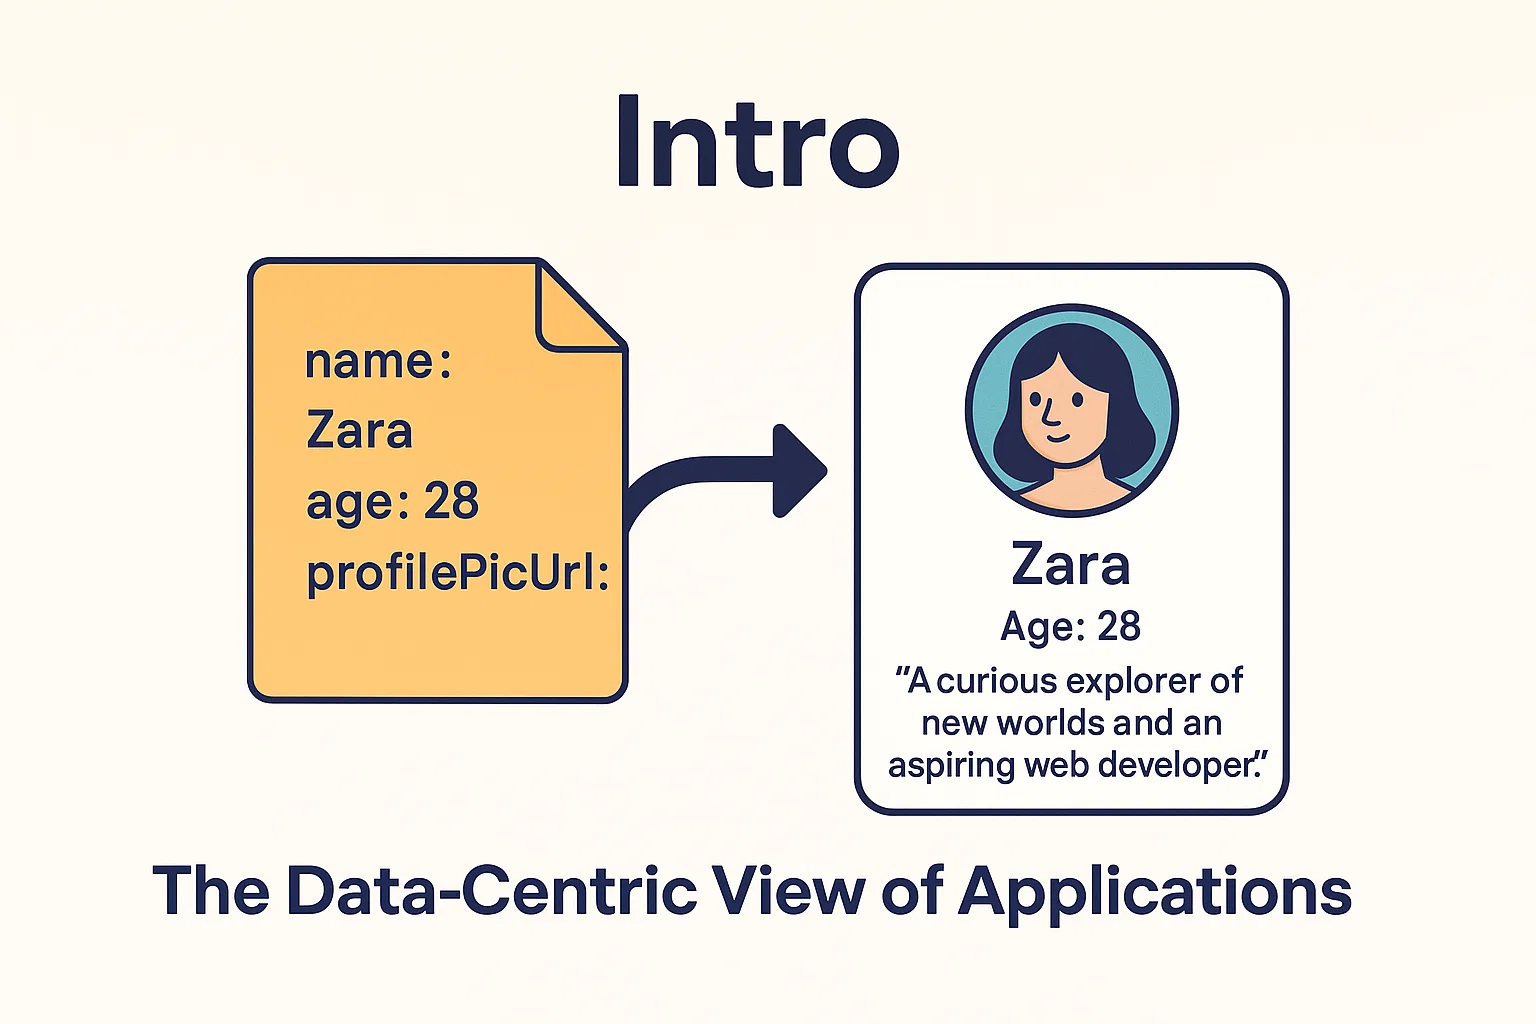 Intro
name:
Zara
age: 28
profilePicUrl:
Zara
Age: 28
"A curious explorer of
new worlds and an
aspiring web developer."
The Data-Centric View of Applications